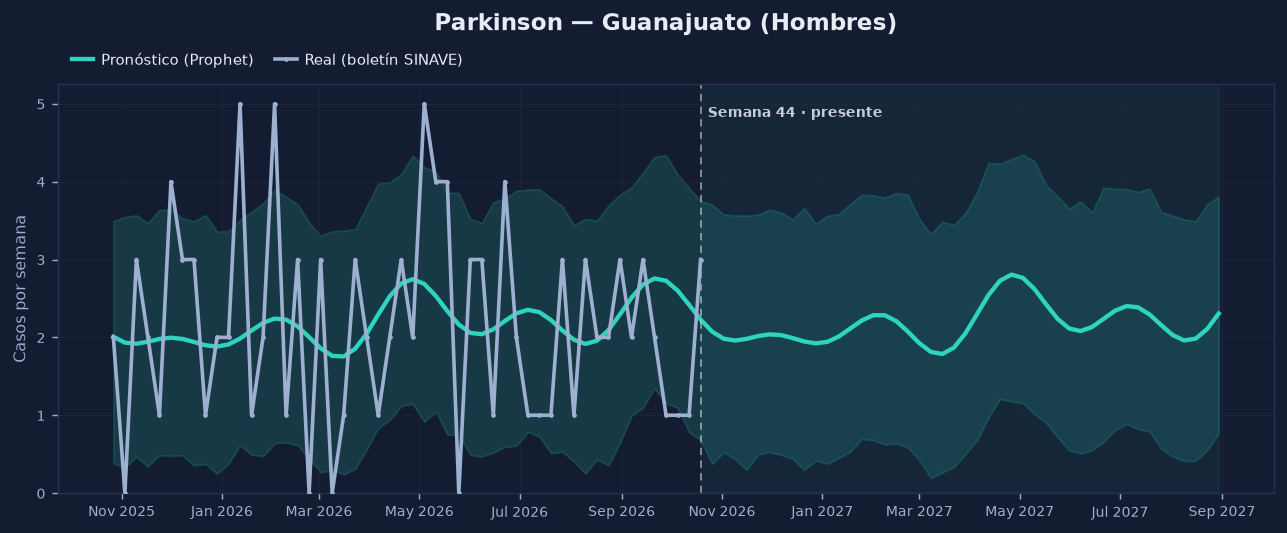 Parkinson — Guanajuato (Hombres)
Pronóstico (Prophet)
Real (boletín SINAVE)
Semana 44 · presente
Casos por semana
5
4
3
2
1
0
Nov 2025
Jan 2026
Mar 2026
May 2026
Jul 2026
Sep 2026
Nov 2026
Jan 2027
Mar 2027
May 2027
Jul 2027
Sep 2027